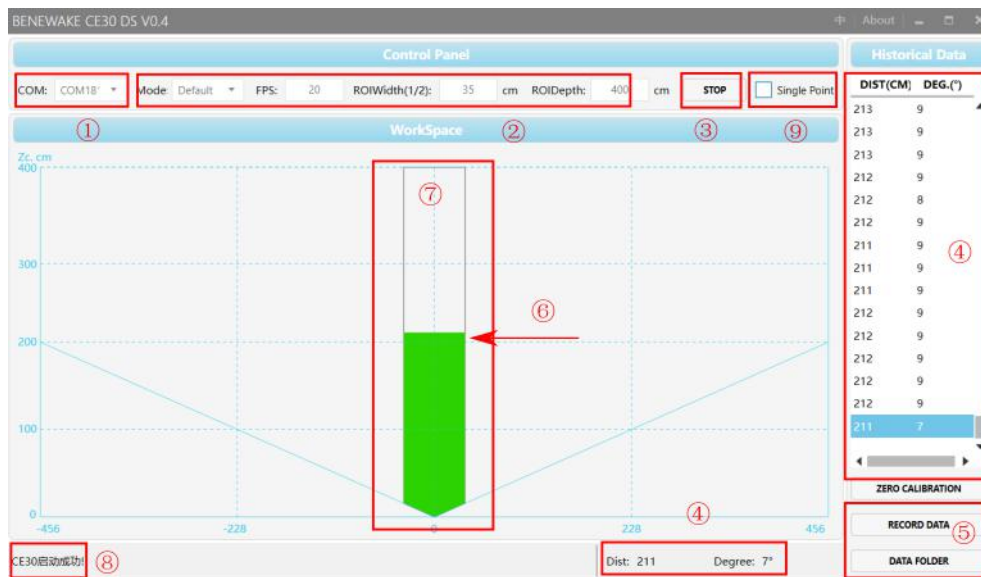 BENEWAKE CE30 DS V0.4 中 About
Control Panel
COM: COM18 Mode: Default FPS: 20 ROIWidth(1/2): 35 cm ROIDepth: 400 cm STOP Single Point
① ② ③ ⑨
WorkSpace
Zc. cm
400
300
200
100
0
-456 -228 0 228 456
⑦
⑥
④
CE30启动成功! ⑧
Dist: 211 Degree: 7°
Historical Data
DIST(CM) DEG.(°)
213 9
213 9
213 9
212 9
212 8
212 9
211 9
④
211 9
211 9
212 9
212 9
212 9
212 9
212 9
211 7
ZERO CALIBRATION
RECORD DATA
⑤
DATA FOLDER